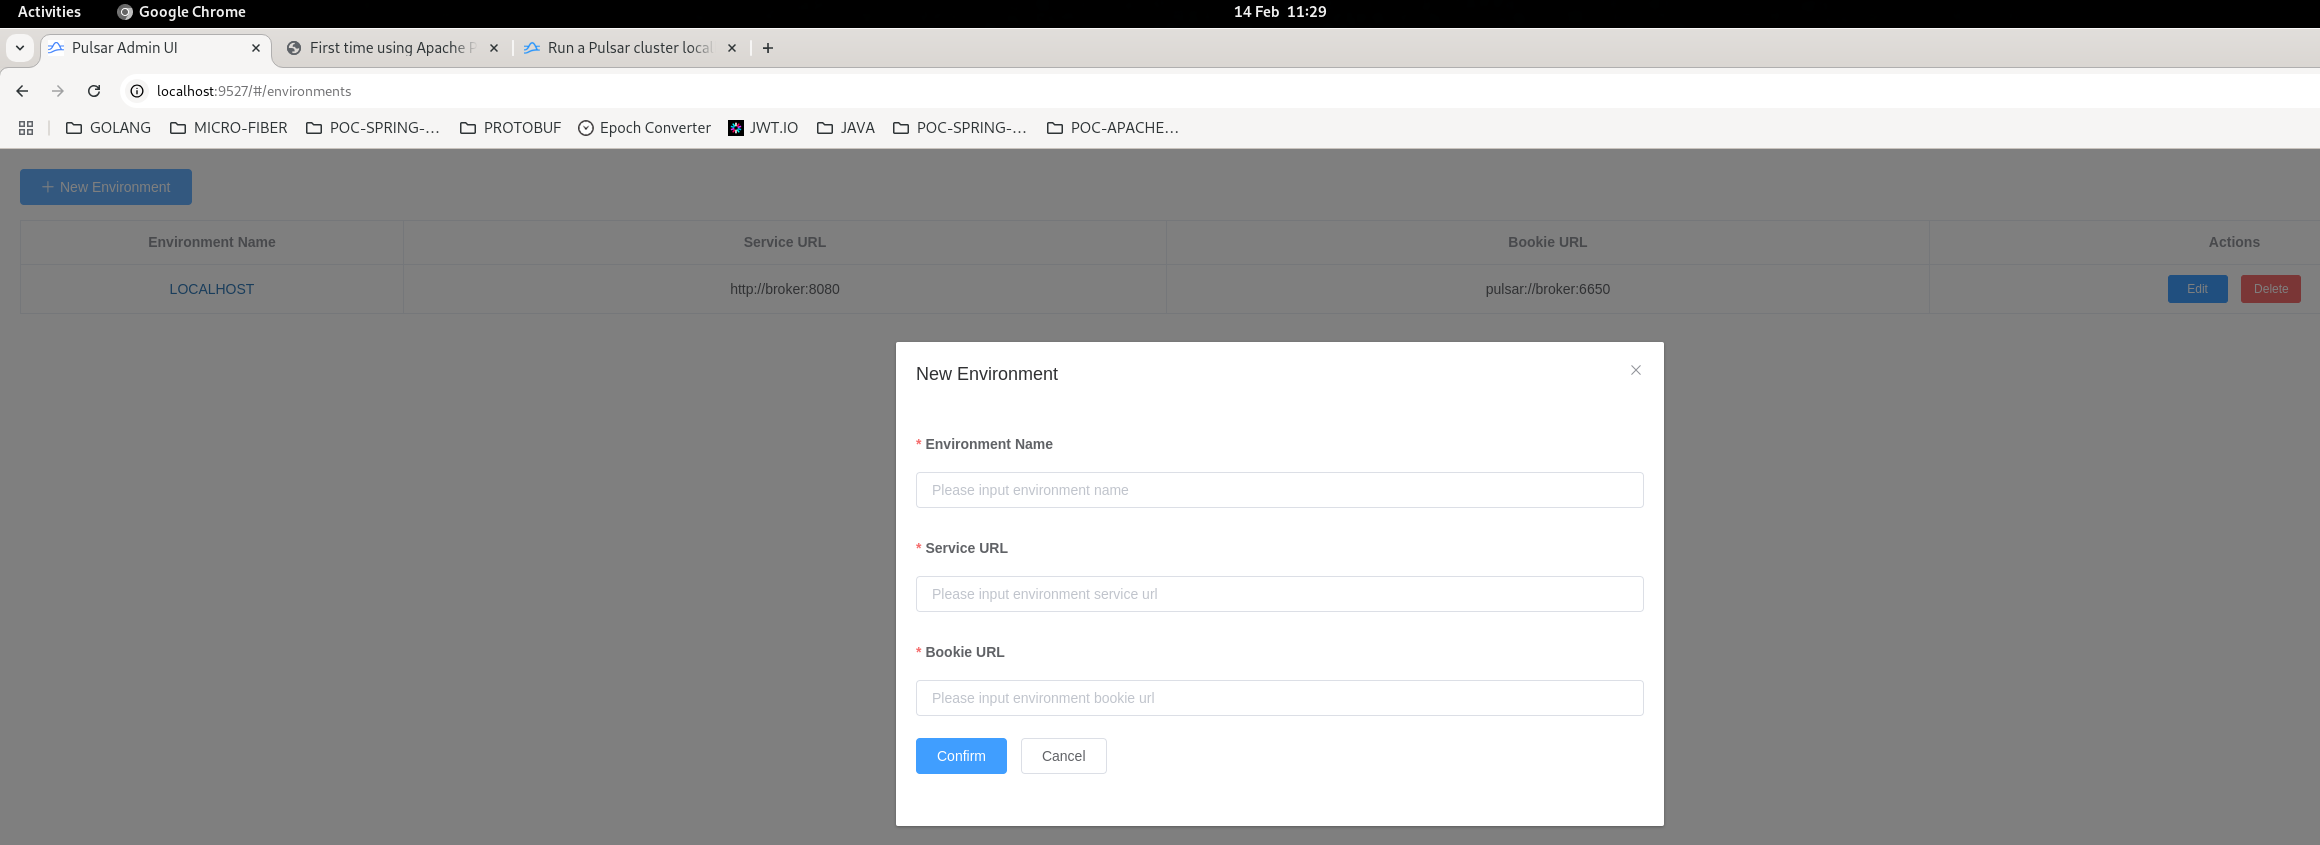 Activities Google Chrome 14 Feb 11:29
Pulsar Admin UI First time using Apache P Run a Pulsar cluster local
localhost:9527/#/environments
GOLANG MICRO-FIBER POC-SPRING-... PROTOBUF Epoch Converter JWT.IO JAVA POC-SPRING-... POC-APACHE...
+ New Environment
Environment Name Service URL Bookie URL Actions
LOCALHOST http://broker:8080 pulsar://broker:6650 Edit Delete
New Environment
* Environment Name
Please input environment name
* Service URL
Please input environment service url
* Bookie URL
Please input environment bookie url
Confirm Cancel